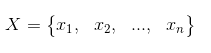 X = {x₁, x₂, ..., xₙ}